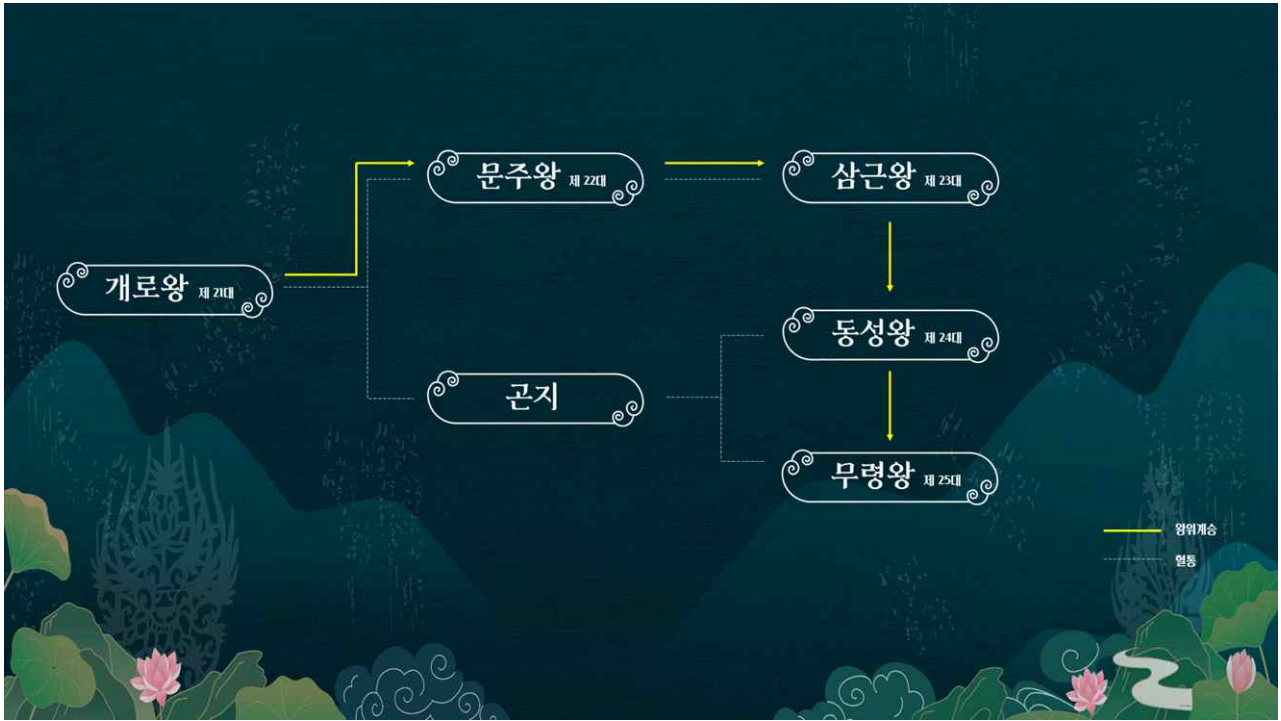 문주왕 제 22대
삼근왕 제 23대
개로왕 제 21대
동성왕 제 24대
곤지
무령왕 제 25대
왕위계승
혈통